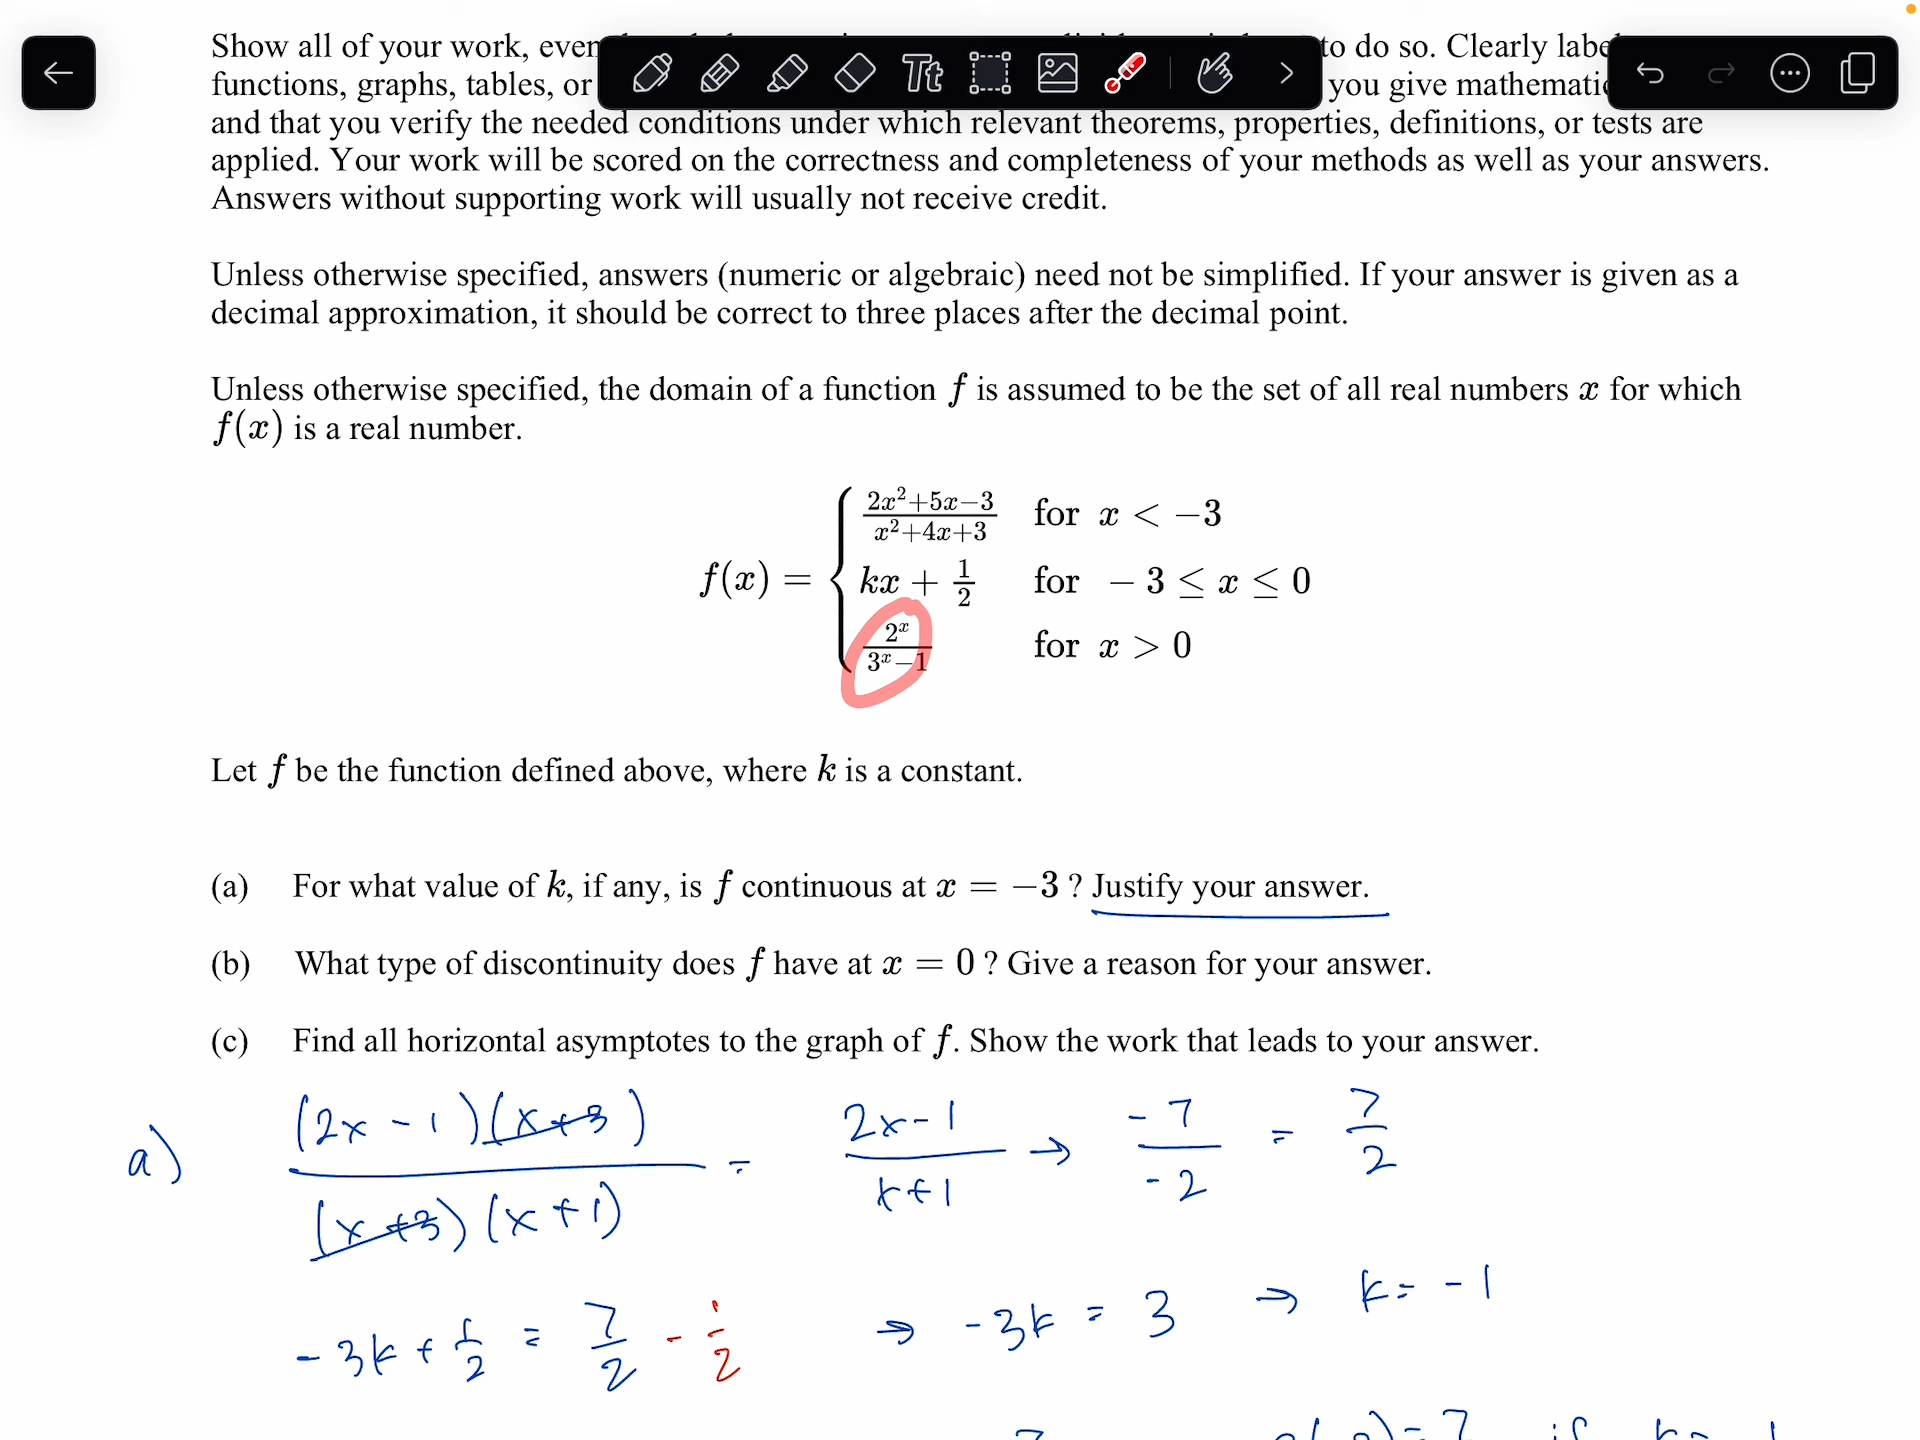 Show all of your work, even to do so. Clearly
functions, graphs, tables, or Tt you give
and that you verify the needed conditions under which relevant theorems, properties, definitions, or tests are
applied. Your work will be scored on the correctness and completeness of your methods as well as your answers.
Answers without supporting work will usually not receive credit.
Unless otherwise specified, answers (numeric or algebraic) need not be simplified. If your answer is given as a
decimal approximation, it should be correct to three places after the decimal point.
Unless otherwise specified, the domain of a function f is assumed to be the set of all real numbers x for which
f(x) is a real number.
f(x) = { (2x²+5x−3)/(x²+4x+3) for x < −3
kx + 1/2 for −3 ≤ x ≤ 0
2ˣ/(3ˣ−1) for x > 0
Let f be the function defined above, where k is a constant.
(a) For what value of k, if any, is f continuous at x = −3 ? Justify your answer.
(b) What type of discontinuity does f have at x = 0 ? Give a reason for your answer.
(c) Find all horizontal asymptotes to the graph of f. Show the work that leads to your answer.
a) (2x-1)(x+3)/(x+3)(x+1) = 2x-1/x+1 → -7/-2 = 7/2
-3k + 1/2 = 7/2 - 1/2 → -3k = 3 → k = -1